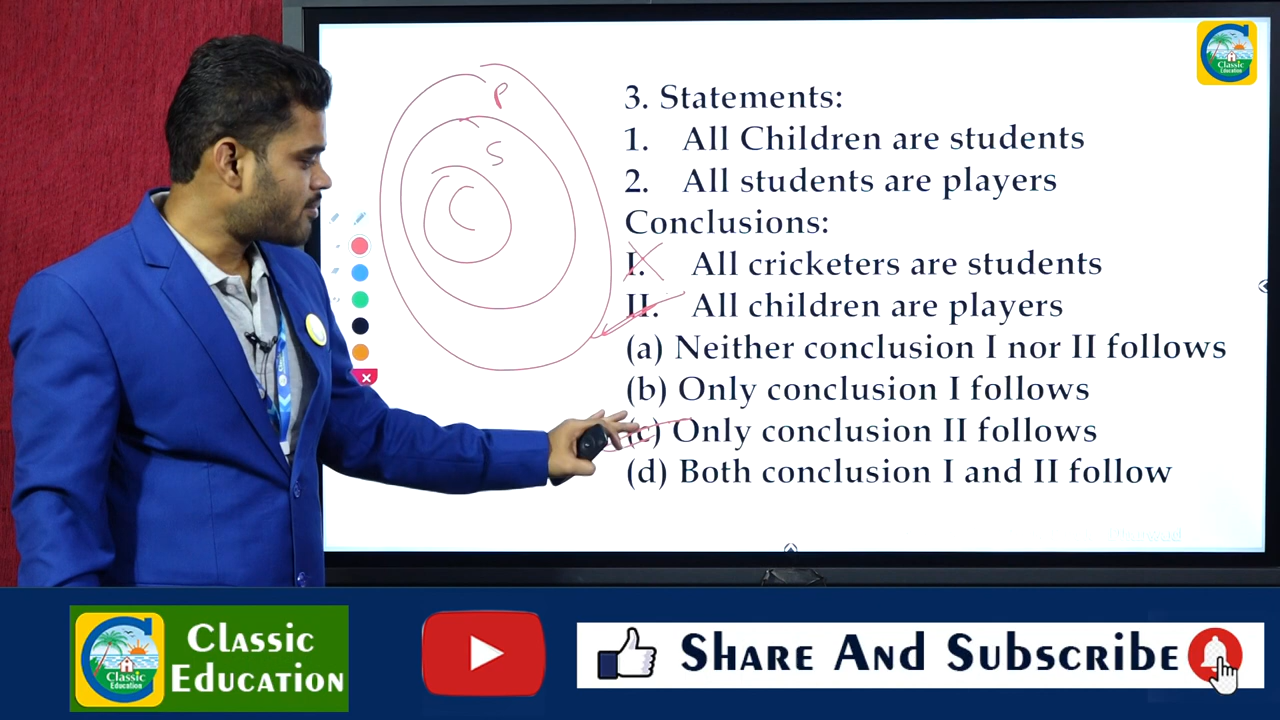 Classic
Education
3. Statements:
1. All Children are students
2. All students are players
Conclusions:
I. All cricketers are students
II. All children are players
(a) Neither conclusion I nor II follows
(b) Only conclusion I follows
(c) Only conclusion II follows
(d) Both conclusion I and II follow
P
S
C
Classic
Education
Classic
Education
Share And Subscribe